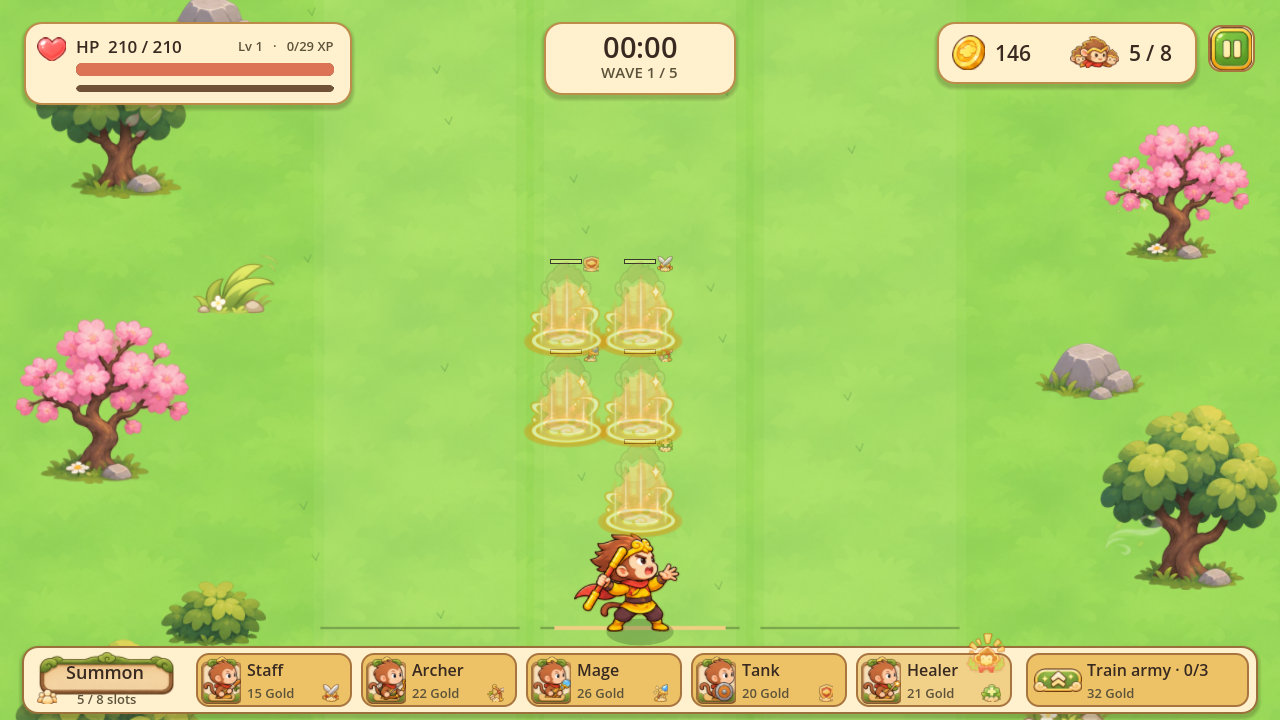 HP 210 / 210
Lv 1 · 0/29 XP
00:00
WAVE 1 / 5
146
5 / 8
Summon
5 / 8 slots
Staff
15 Gold
Archer
22 Gold
Mage
26 Gold
Tank
20 Gold
Healer
21 Gold
Train army · 0/3
32 Gold